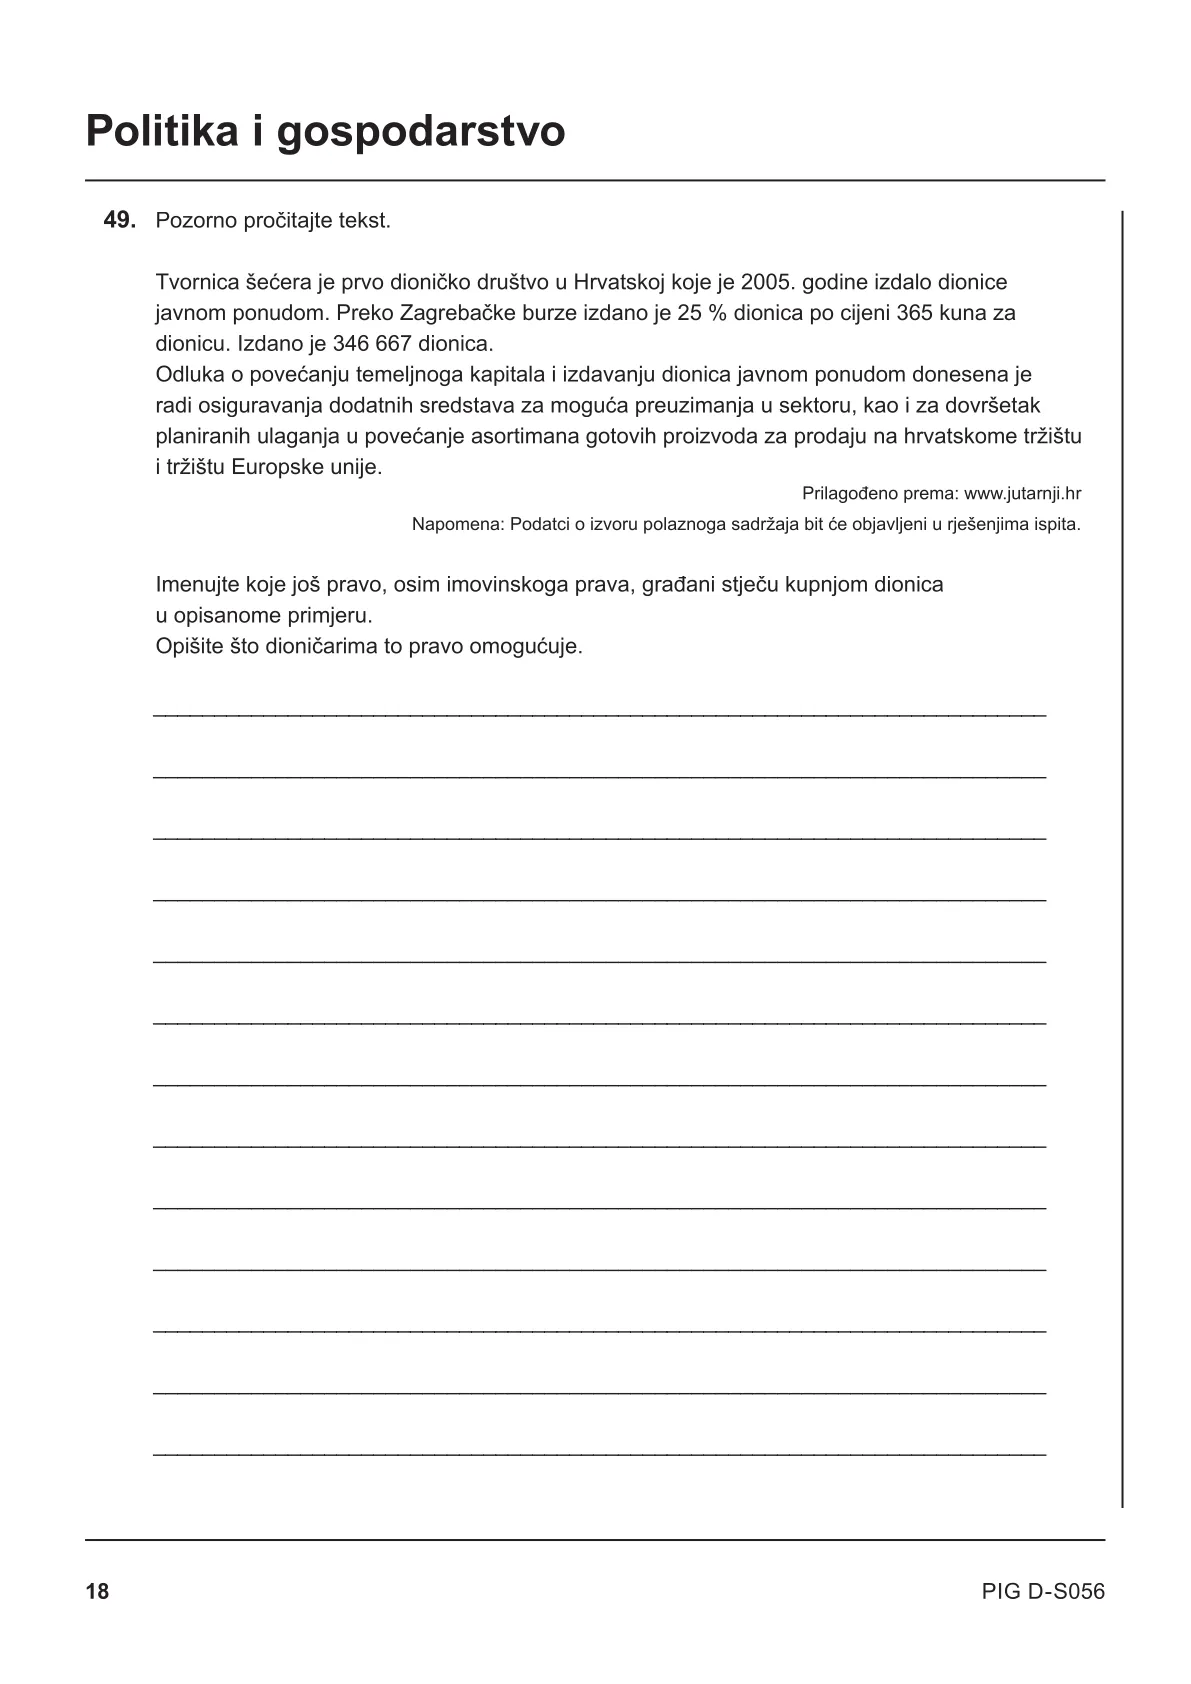 Politika i gospodarstvo
49. Pozorno pročitajte tekst.
Tvornica šećera je prvo dioničko društvo u Hrvatskoj koje je 2005. godine izdalo dionice
javnom ponudom. Preko Zagrebačke burze izdano je 25 % dionica po cijeni 365 kuna za
dionicu. Izdano je 346 667 dionica.
Odluka o povećanju temeljnoga kapitala i izdavanju dionica javnom ponudom donesena je
radi osiguravanja dodatnih sredstava za moguća preuzimanja u sektoru, kao i za dovršetak
planiranih ulaganja u povećanje asortimana gotovih proizvoda za prodaju na hrvatskome tržištu
i tržištu Europske unije.
Prilagođeno prema: www.jutarnji.hr
Napomena: Podatci o izvoru polaznoga sadržaja bit će objavljeni u rješenjima ispita.
Imenujte koje još pravo, osim imovinskoga prava, građani stječu kupnjom dionica
u opisanome primjeru.
Opišite što dioničarima to pravo omogućuje.
18
PIG D-S056